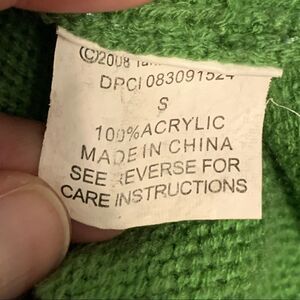 (C)2008
DPCI 083091524
S
100%ACRYLIC
MADE IN CHINA
SEE REVERSE FOR
CARE INSTRUCTIONS